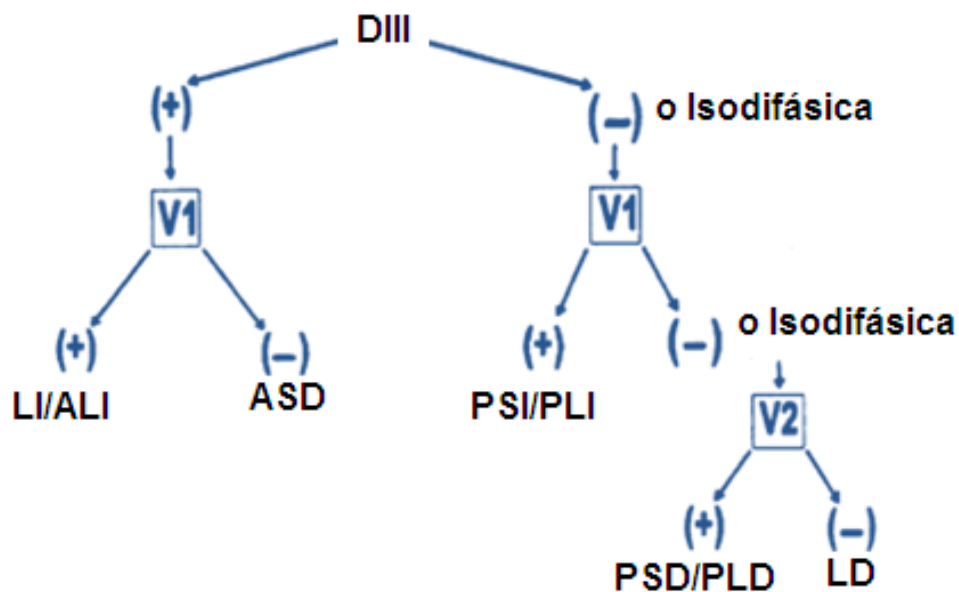 DIII
(+)
(−) o Isodifásica
V1
V1
(+)
(−)
(+)
(−) o Isodifásica
LI/ALI
ASD
PSI/PLI
V2
(+)
(−)
PSD/PLD
LD